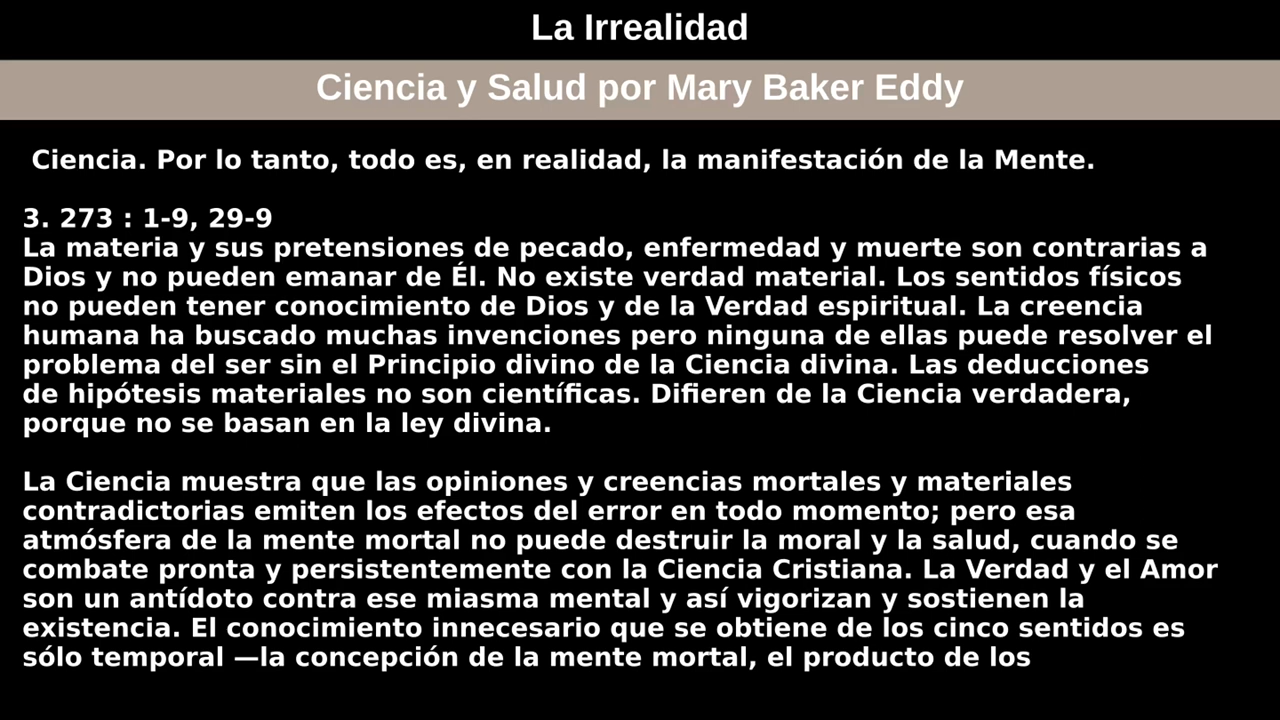 La Irrealidad
Ciencia y Salud por Mary Baker Eddy
Ciencia. Por lo tanto, todo es, en realidad, la manifestación de la Mente.
3. 273 : 1-9, 29-9
La materia y sus pretensiones de pecado, enfermedad y muerte son contrarias a
Dios y no pueden emanar de Él. No existe verdad material. Los sentidos físicos
no pueden tener conocimiento de Dios y de la Verdad espiritual. La creencia
humana ha buscado muchas invenciones pero ninguna de ellas puede resolver el
problema del ser sin el Principio divino de la Ciencia divina. Las deducciones
de hipótesis materiales no son científicas. Difieren de la Ciencia verdadera,
porque no se basan en la ley divina.
La Ciencia muestra que las opiniones y creencias mortales y materiales
contradictorias emiten los efectos del error en todo momento; pero esa
atmósfera de la mente mortal no puede destruir la moral y la salud, cuando se
combate pronta y persistentemente con la Ciencia Cristiana. La Verdad y el Amor
son un antídoto contra ese miasma mental y así vigorizan y sostienen la
existencia. El conocimiento innecesario que se obtiene de los cinco sentidos es
sólo temporal —la concepción de la mente mortal, el producto de los